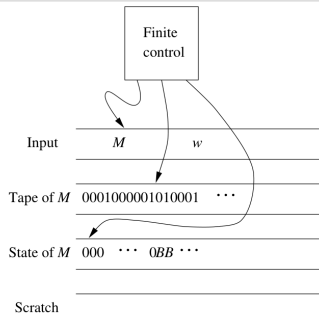 Finite
control
Input M w
Tape of M 0001000001010001 ···
State of M 000 ··· 0BB ···
Scratch